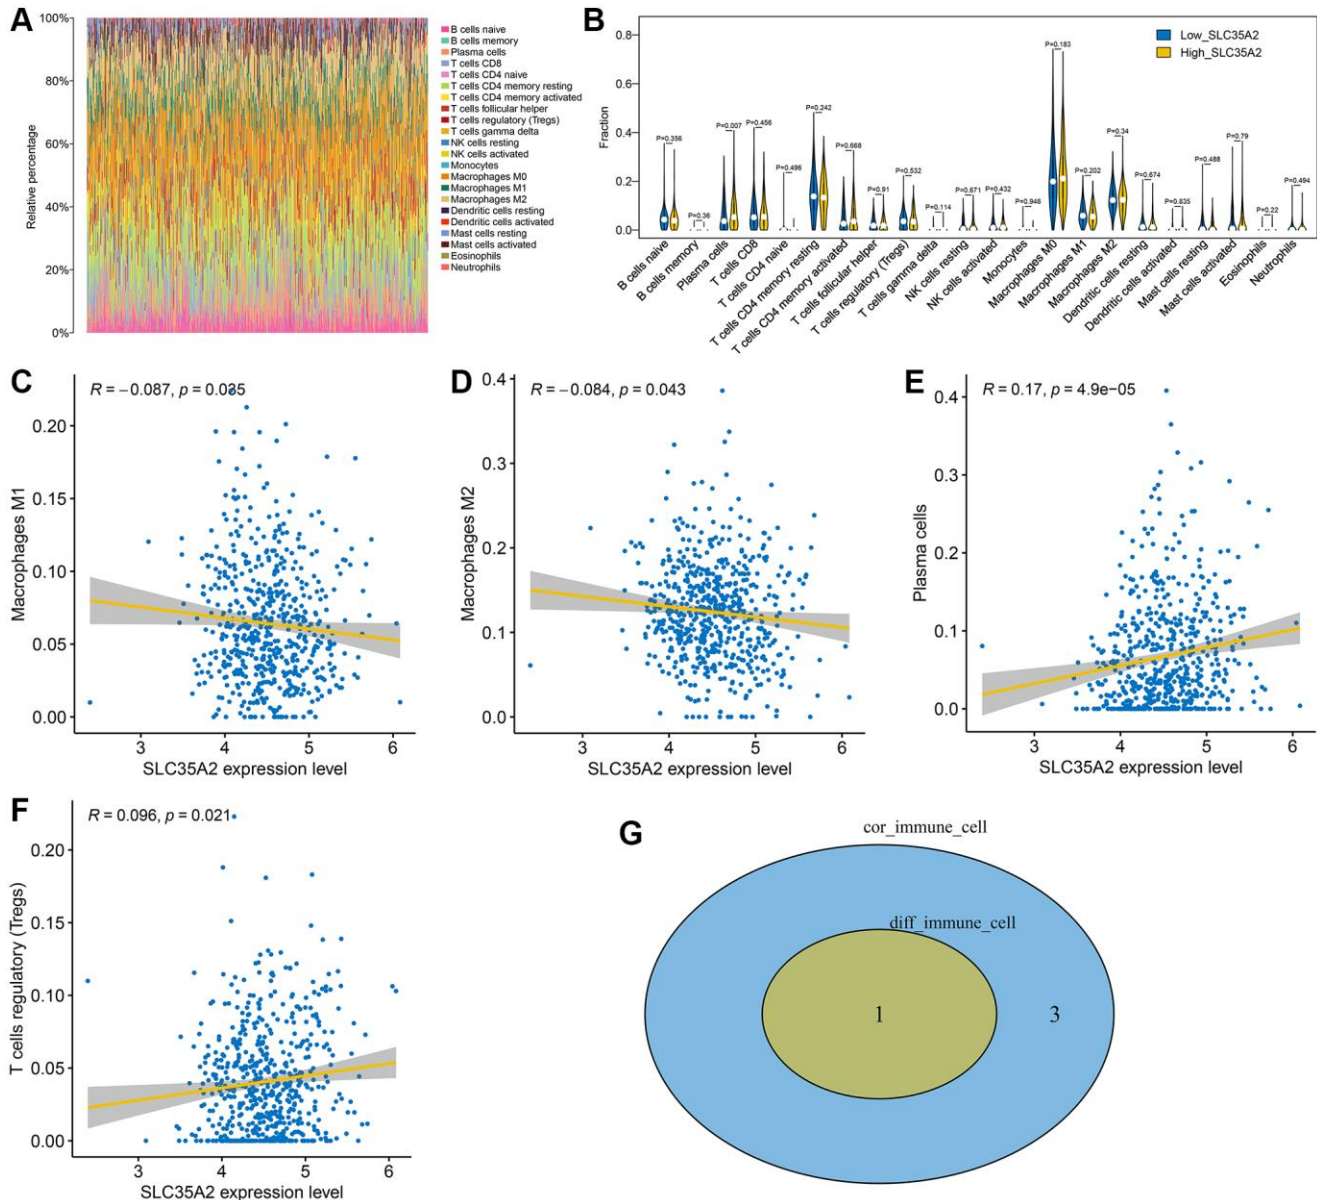 A
100%
80%
60%
40%
20%
0%
Relative percentage
B cells naive
B cells memory
Plasma cells
T cells CD8
T cells CD4 naive
T cells CD4 memory resting
T cells CD4 memory activated
T cells follicular helper
T cells regulatory (Tregs)
T cells gamma delta
NK cells resting
NK cells activated
Monocytes
Macrophages M0
Macrophages M1
Macrophages M2
Dendritic cells resting
Dendritic cells activated
Mast cells resting
Mast cells activated
Eosinophils
Neutrophils
B
Low_SLC35A2
High_SLC35A2
0.8
0.6
0.4
0.2
0.0
Fraction
P=0.356
P=0.36
P=0.007
P=0.456
P=0.496
P=0.242
P=0.668
P=0.91
P=0.532
P=0.114
P=0.671
P=0.432
P=0.946
P=0.183
P=0.202
P=0.34
P=0.674
P=0.835
P=0.488
P=0.79
P=0.22
P=0.494
B cells naive
B cells memory
Plasma cells
T cells CD8
T cells CD4 naive
T cells CD4 memory resting
T cells CD4 memory activated
T cells follicular helper
T cells regulatory (Tregs)
T cells gamma delta
NK cells resting
NK cells activated
Monocytes
Macrophages M0
Macrophages M1
Macrophages M2
Dendritic cells resting
Dendritic cells activated
Mast cells resting
Mast cells activated
Eosinophils
Neutrophils
C
R = −0.087, p = 0.035
0.20
0.15
0.10
0.05
0.00
Macrophages M1
3 4 5 6
SLC35A2 expression level
D
R = −0.084, p = 0.043
0.4
0.3
0.2
0.1
0.0
Macrophages M2
3 4 5 6
SLC35A2 expression level
E
R = 0.17, p = 4.9e−05
0.4
0.3
0.2
0.1
0.0
Plasma cells
3 4 5 6
SLC35A2 expression level
F
R = 0.096, p = 0.021
0.20
0.15
0.10
0.05
0.00
T cells regulatory (Tregs)
3 4 5 6
SLC35A2 expression level
G
cor_immune_cell
diff_immune_cell
1
3